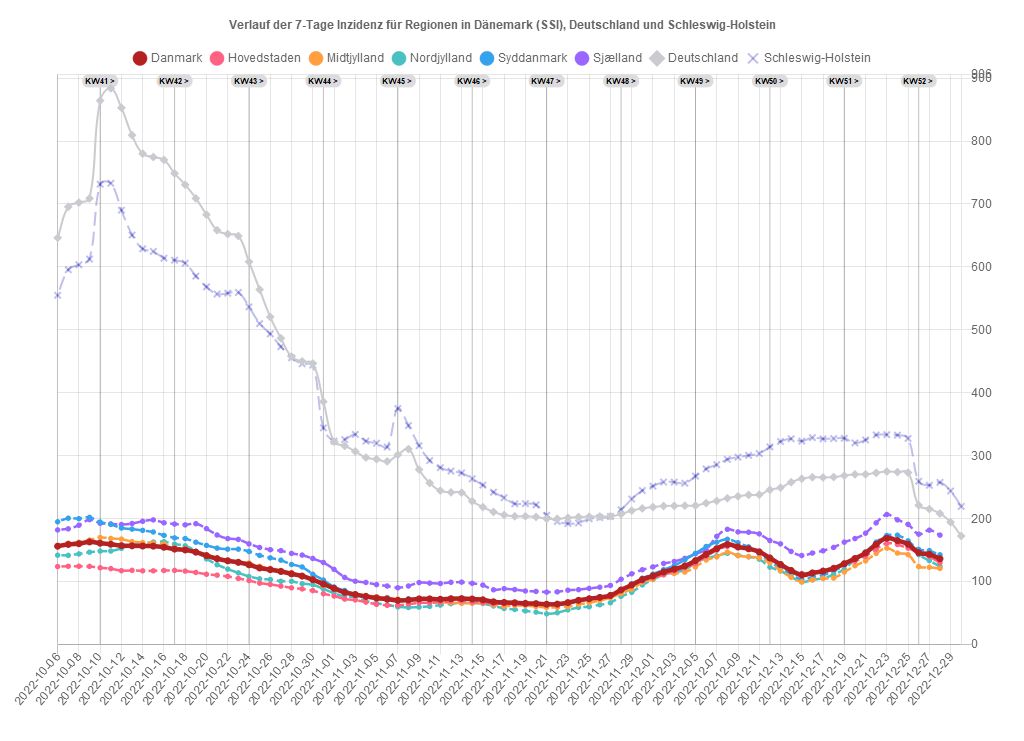 Verlauf der 7-Tage Inzidenz für Regionen in Dänemark (SSI), Deutschland und Schleswig-Holstein
Danmark Hovedstaden Midtjylland Nordjylland Syddanmark Sjælland Deutschland Schleswig-Holstein
KW41 > KW42 > KW43 > KW44 > KW45 > KW46 > KW47 > KW48 > KW49 > KW50 > KW51 > KW52 >
906
900
800
700
600
500
400
300
200
100
0
2022-10-06 2022-10-08 2022-10-10 2022-10-12 2022-10-14 2022-10-16 2022-10-18 2022-10-20 2022-10-22 2022-10-24 2022-10-26 2022-10-28 2022-10-30 2022-11-01 2022-11-03 2022-11-05 2022-11-07 2022-11-09 2022-11-11 2022-11-13 2022-11-15 2022-11-17 2022-11-19 2022-11-21 2022-11-23 2022-11-25 2022-11-27 2022-11-29 2022-12-01 2022-12-03 2022-12-05 2022-12-07 2022-12-09 2022-12-11 2022-12-13 2022-12-15 2022-12-17 2022-12-19 2022-12-21 2022-12-23 2022-12-25 2022-12-27 2022-12-29